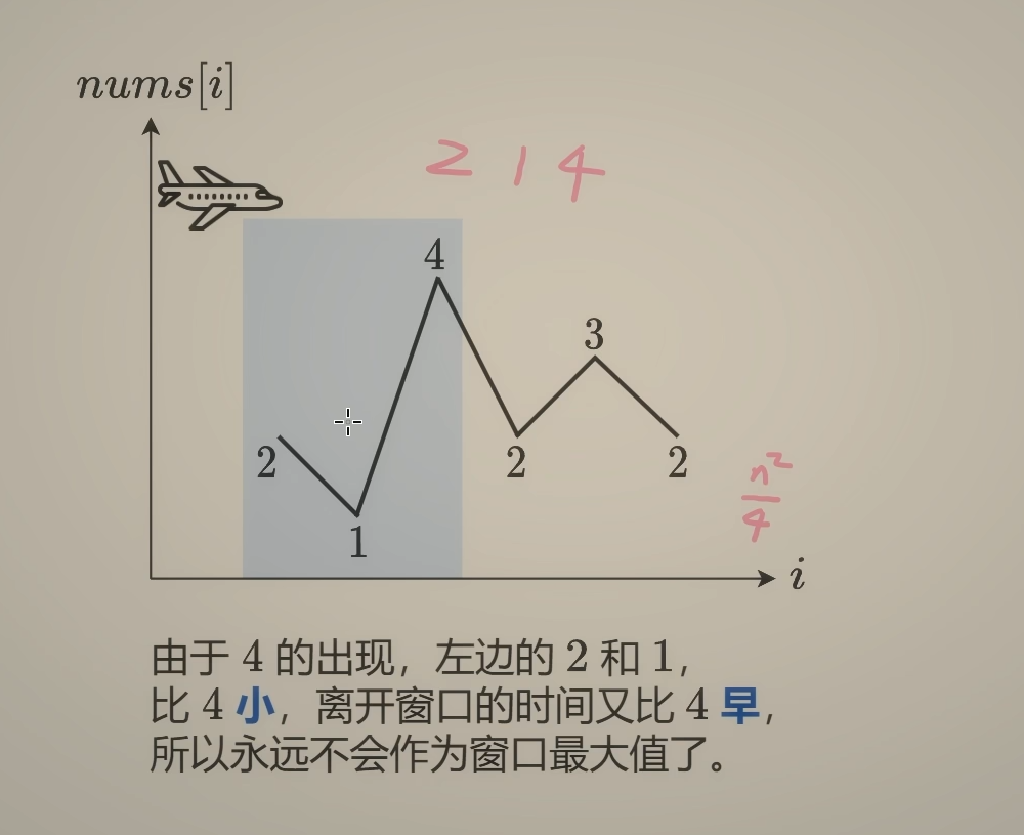 nums[i]
2 1 4
4
3
2
2
2
1
n²/4
i
由于 4 的出现，左边的 2 和 1，
比 4 小，离开窗口的时间又比 4 早，
所以永远不会作为窗口最大值了。